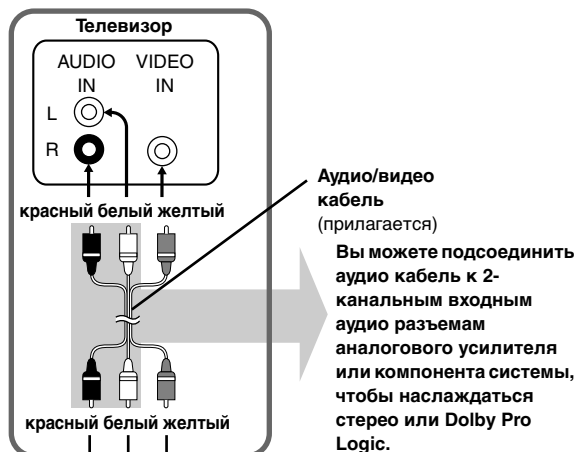 Телевизор
AUDIO IN
VIDEO IN
L
R
красный белый желтый
Аудио/видео
кабель
(прилагается)
Вы можете подсоединить
аудио кабель к 2-
канальным входным
аудио разъемам
аналогового усилителя
или компонента системы,
чтобы наслаждаться
стерео или Dolby Pro
Logic.
красный белый желтый